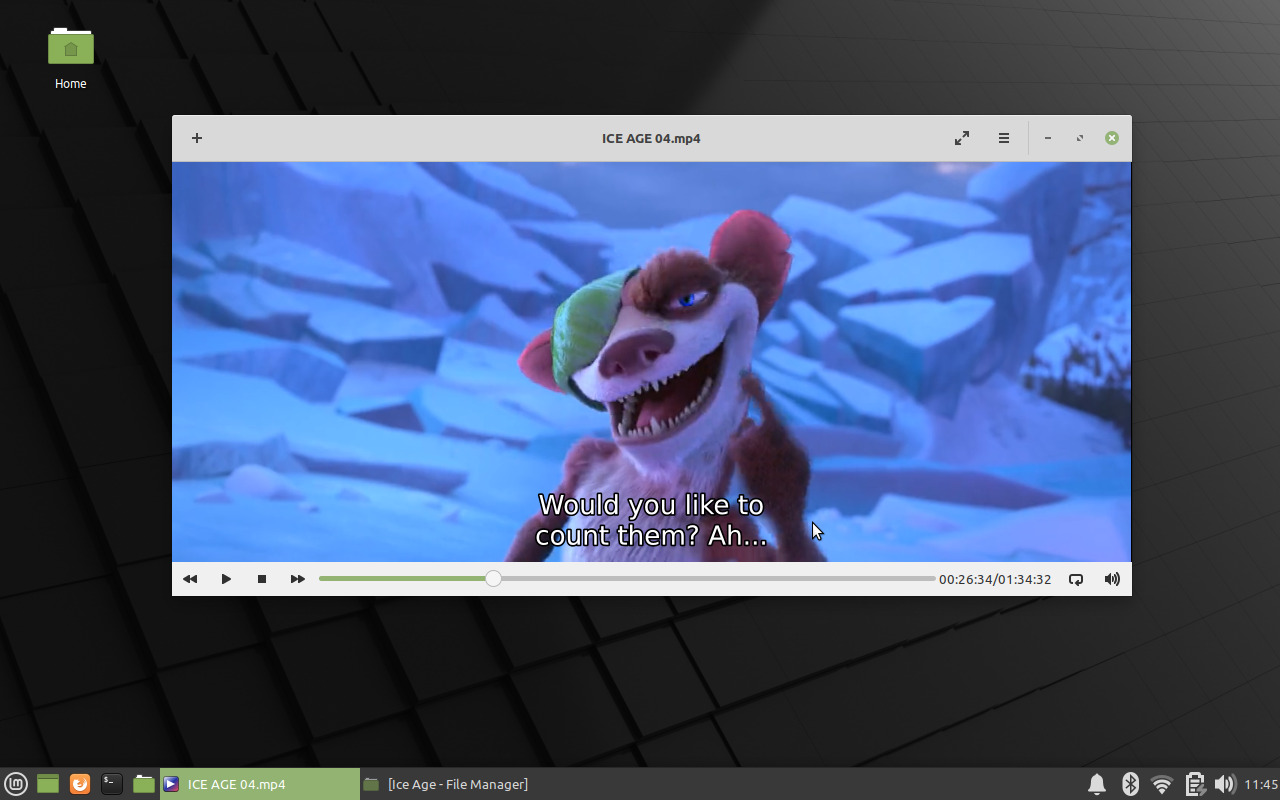 Home
ICE AGE 04.mp4
Would you like to
count them? Ah...
00:26:34/01:34:32
ICE AGE 04.mp4
[Ice Age - File Manager]
11:45